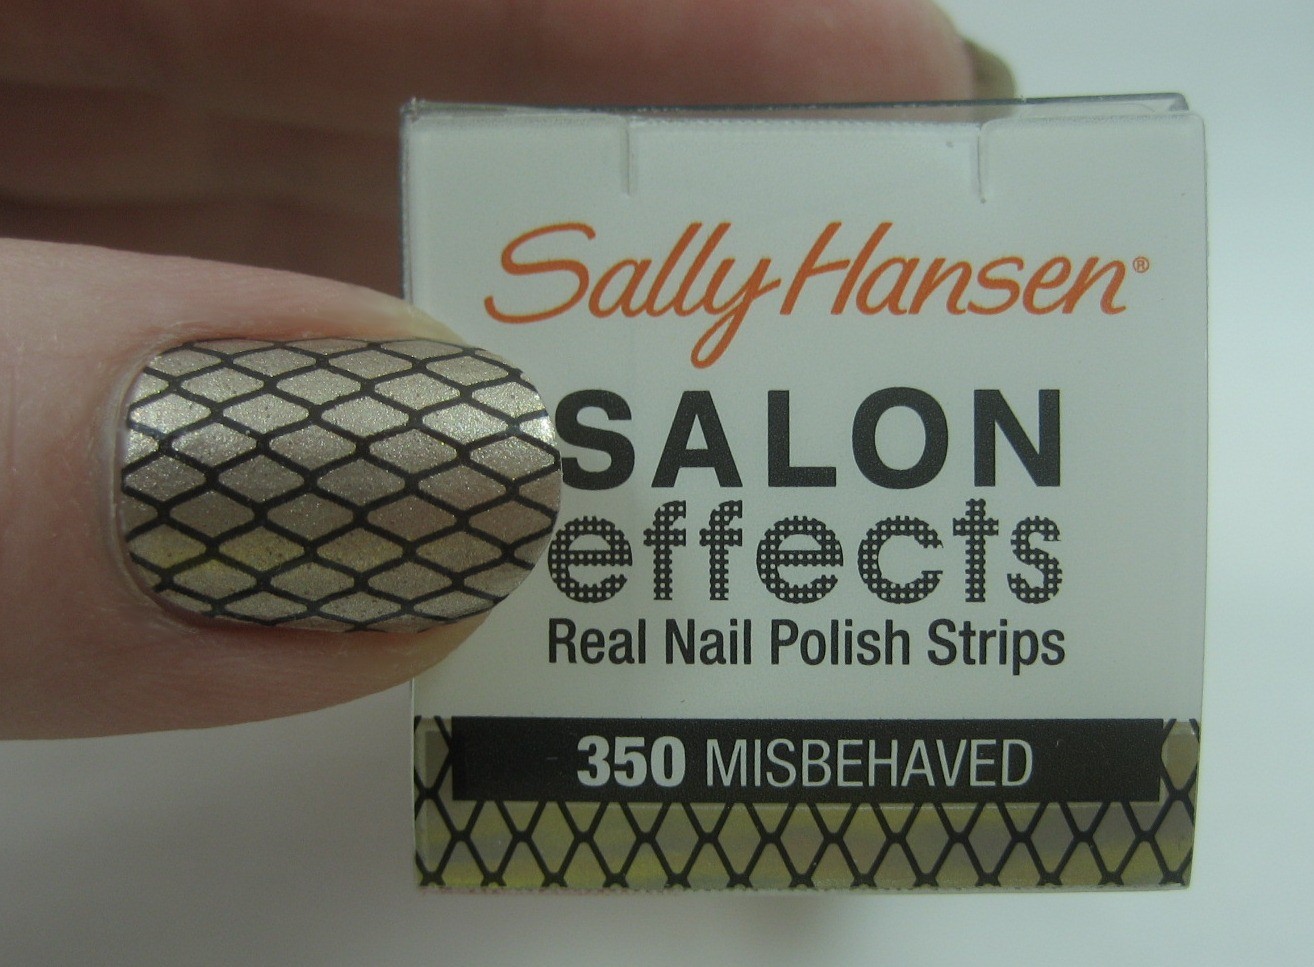 Sally Hansen®
SALON
effects
Real Nail Polish Strips
350 MISBEHAVED